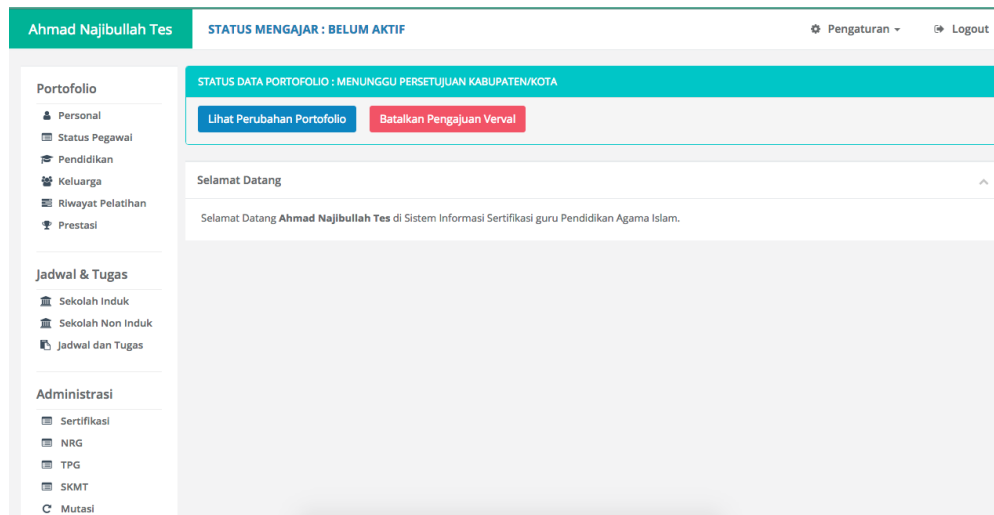 Ahmad Najibullah Tes
STATUS MENGAJAR : BELUM AKTIF
Pengaturan
Logout
Portofolio
Personal
Status Pegawai
Pendidikan
Keluarga
Riwayat Pelatihan
Prestasi
Jadwal & Tugas
Sekolah Induk
Sekolah Non Induk
Jadwal dan Tugas
Administrasi
Sertifikasi
NRG
TPG
SKMT
Mutasi
STATUS DATA PORTOFOLIO : MENUNGGU PERSETUJUAN KABUPATEN/KOTA
Lihat Perubahan Portofolio
Batalkan Pengajuan Verval
Selamat Datang
Selamat Datang Ahmad Najibullah Tes di Sistem Informasi Sertifikasi guru Pendidikan Agama Islam.